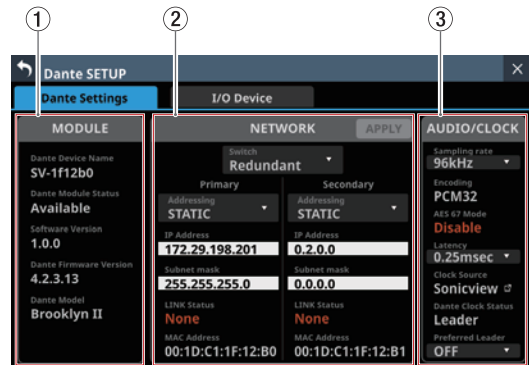 1
2
3
Dante SETUP
×
Dante Settings
I/O Device
MODULE
Dante Device Name
SV-1f12b0
Dante Module Status
Available
Software Version
1.0.0
Dante Firmware Version
4.2.3.13
Dante Model
Brooklyn II
NETWORK
APPLY
Switch
Redundant
Primary
Addressing
STATIC
IP Address
172.29.198.201
Subnet mask
255.255.255.0
LINK Status
None
MAC Address
00:1D:C1:1F:12:B0
Secondary
Addressing
STATIC
IP Address
0.2.0.0
Subnet mask
0.0.0.0
LINK Status
None
MAC Address
00:1D:C1:1F:12:B1
AUDIO/CLOCK
Sampling rate
96kHz
Encoding
PCM32
AES 67 Mode
Disable
Latency
0.25msec
Clock Source
Sonicview
Dante Clock Status
Leader
Preferred Leader
OFF